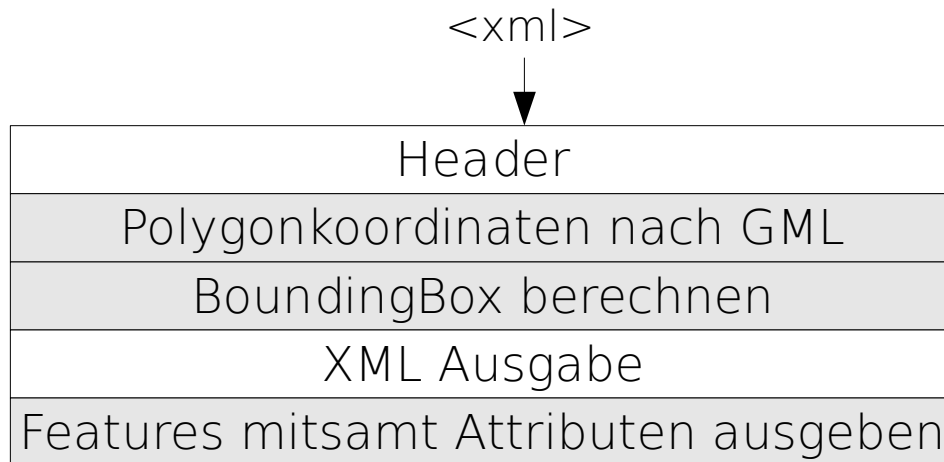 <xml>
Header
Polygonkoordinaten nach GML
BoundingBox berechnen
XML Ausgabe
Features mitsamt Attributen ausgeben